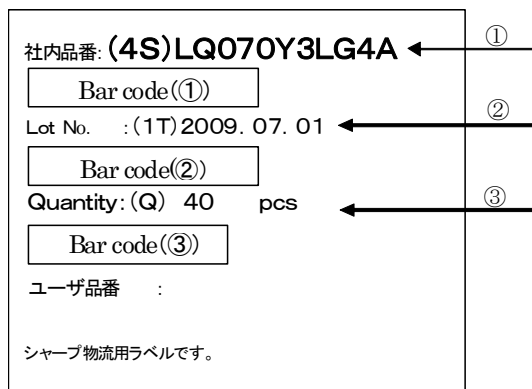 社内品番: (4S)LQ070Y3LG4A ①
Bar code(①)
Lot No. :(1T)2009. 07. 01 ②
Bar code(②)
Quantity:(Q) 40 pcs ③
Bar code(③)
ユーザ品番 :
シャープ物流用ラベルです。